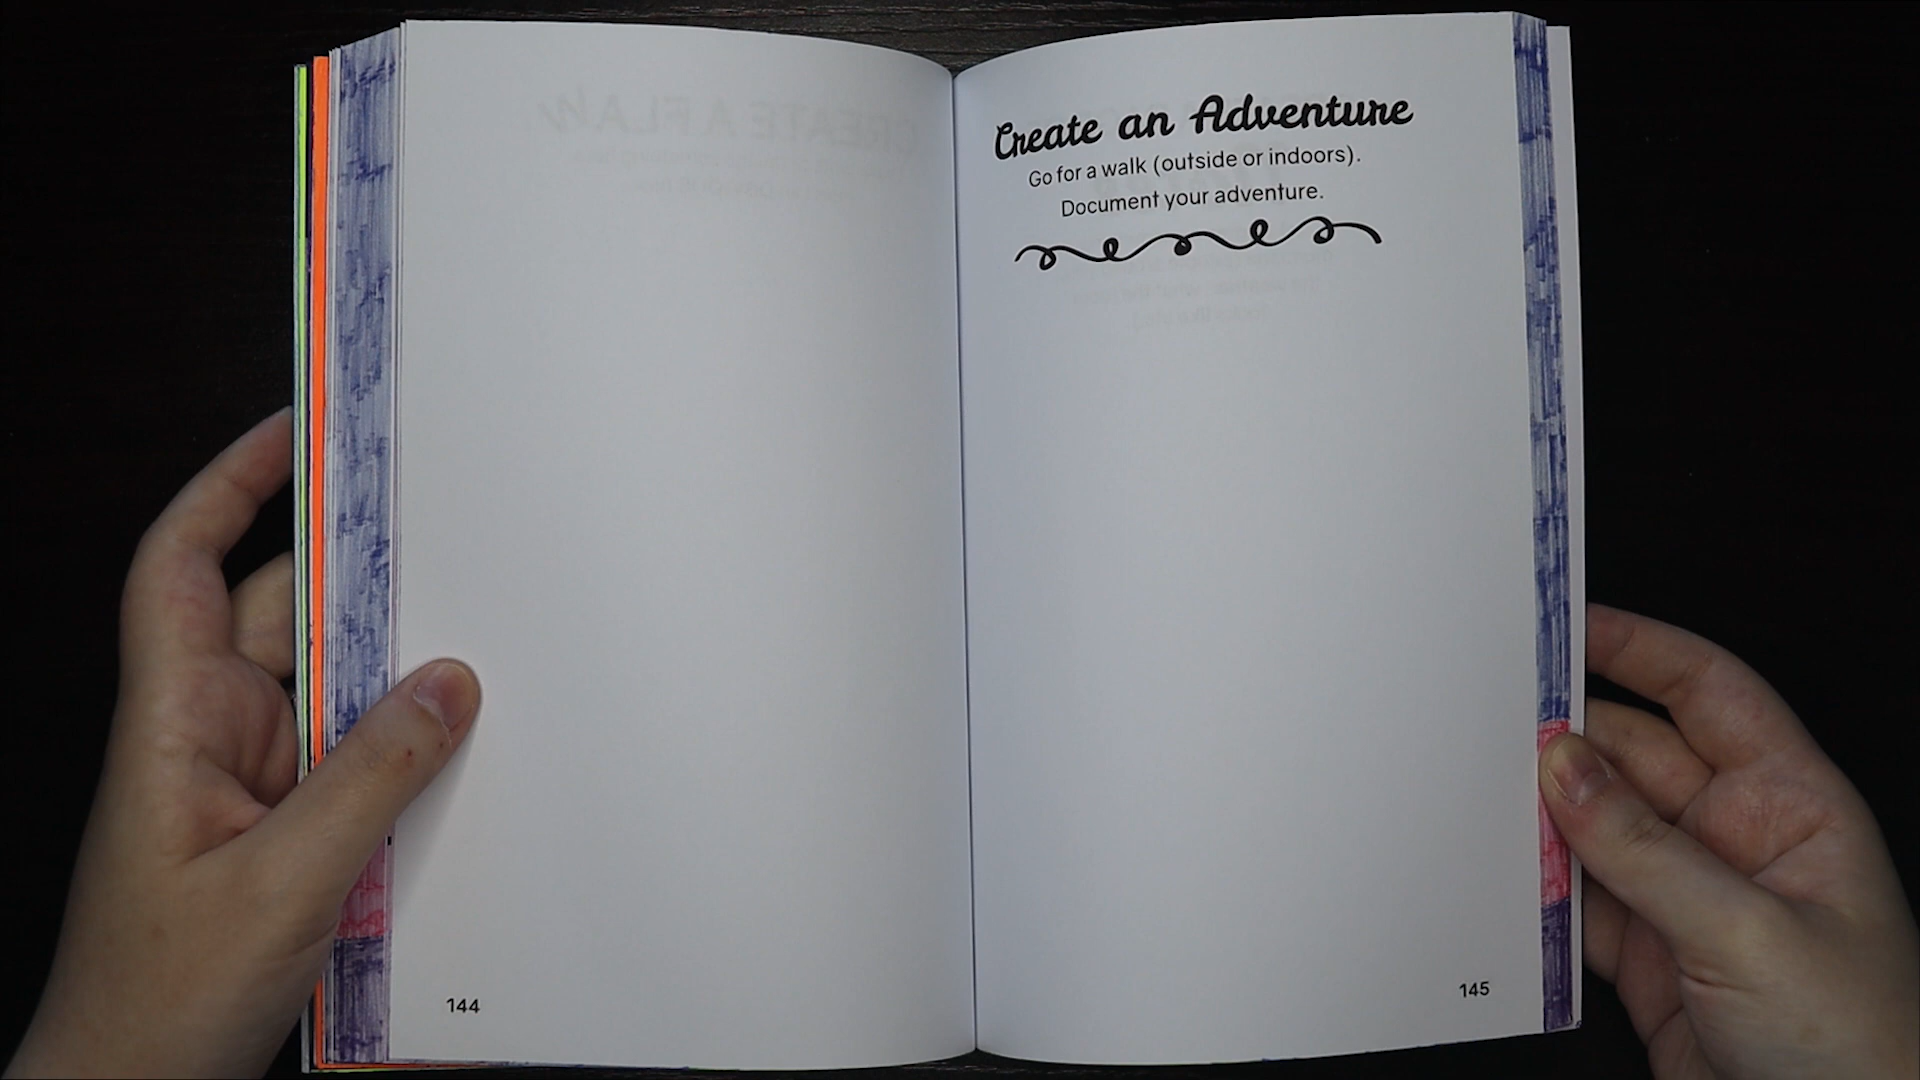 Create an Adventure
Go for a walk (outside or indoors).
Document your adventure.
144
145